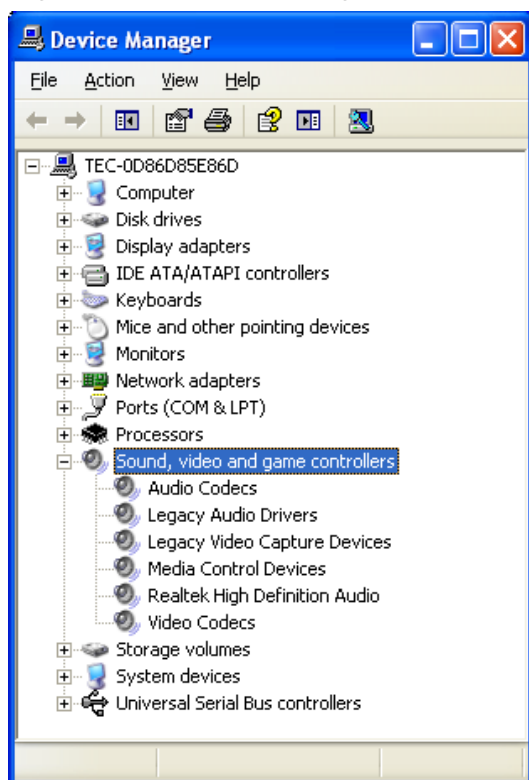 Device Manager
File Action View Help
TEC-0D86D85E86D
Computer
Disk drives
Display adapters
IDE ATA/ATAPI controllers
Keyboards
Mice and other pointing devices
Monitors
Network adapters
Ports (COM & LPT)
Processors
Sound, video and game controllers
Audio Codecs
Legacy Audio Drivers
Legacy Video Capture Devices
Media Control Devices
Realtek High Definition Audio
Video Codecs
Storage volumes
System devices
Universal Serial Bus controllers